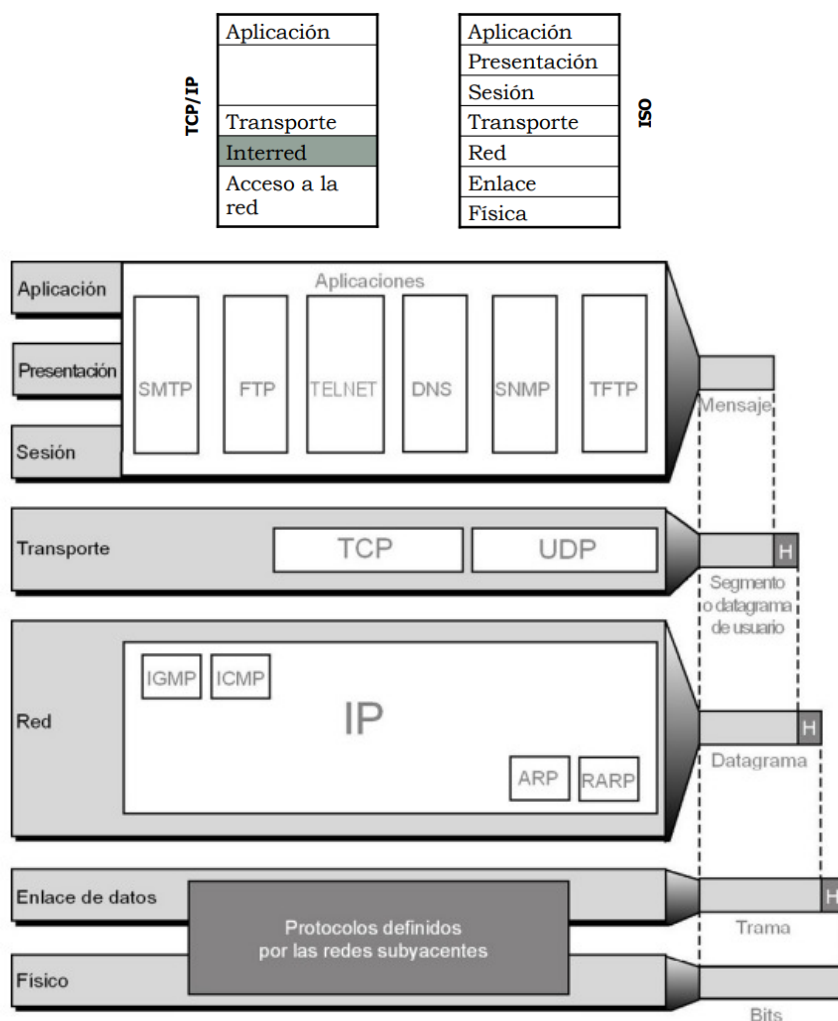 TCP/IP
Aplicación
Transporte
Interred
Acceso a la
red
Aplicación
Presentación
Sesión
Transporte
Red
Enlace
Física
ISO
Aplicación
Presentación
Sesión
Aplicaciones
SMTP
FTP
TELNET
DNS
SNMP
TFTP
Mensaje
Transporte
TCP
UDP
H
Segmento
o datagrama
de usuario
Red
IGMP
ICMP
IP
ARP
RARP
H
Datagrama
Enlace de datos
Protocolos definidos
por las redes subyacentes
H
Trama
Físico
Bits